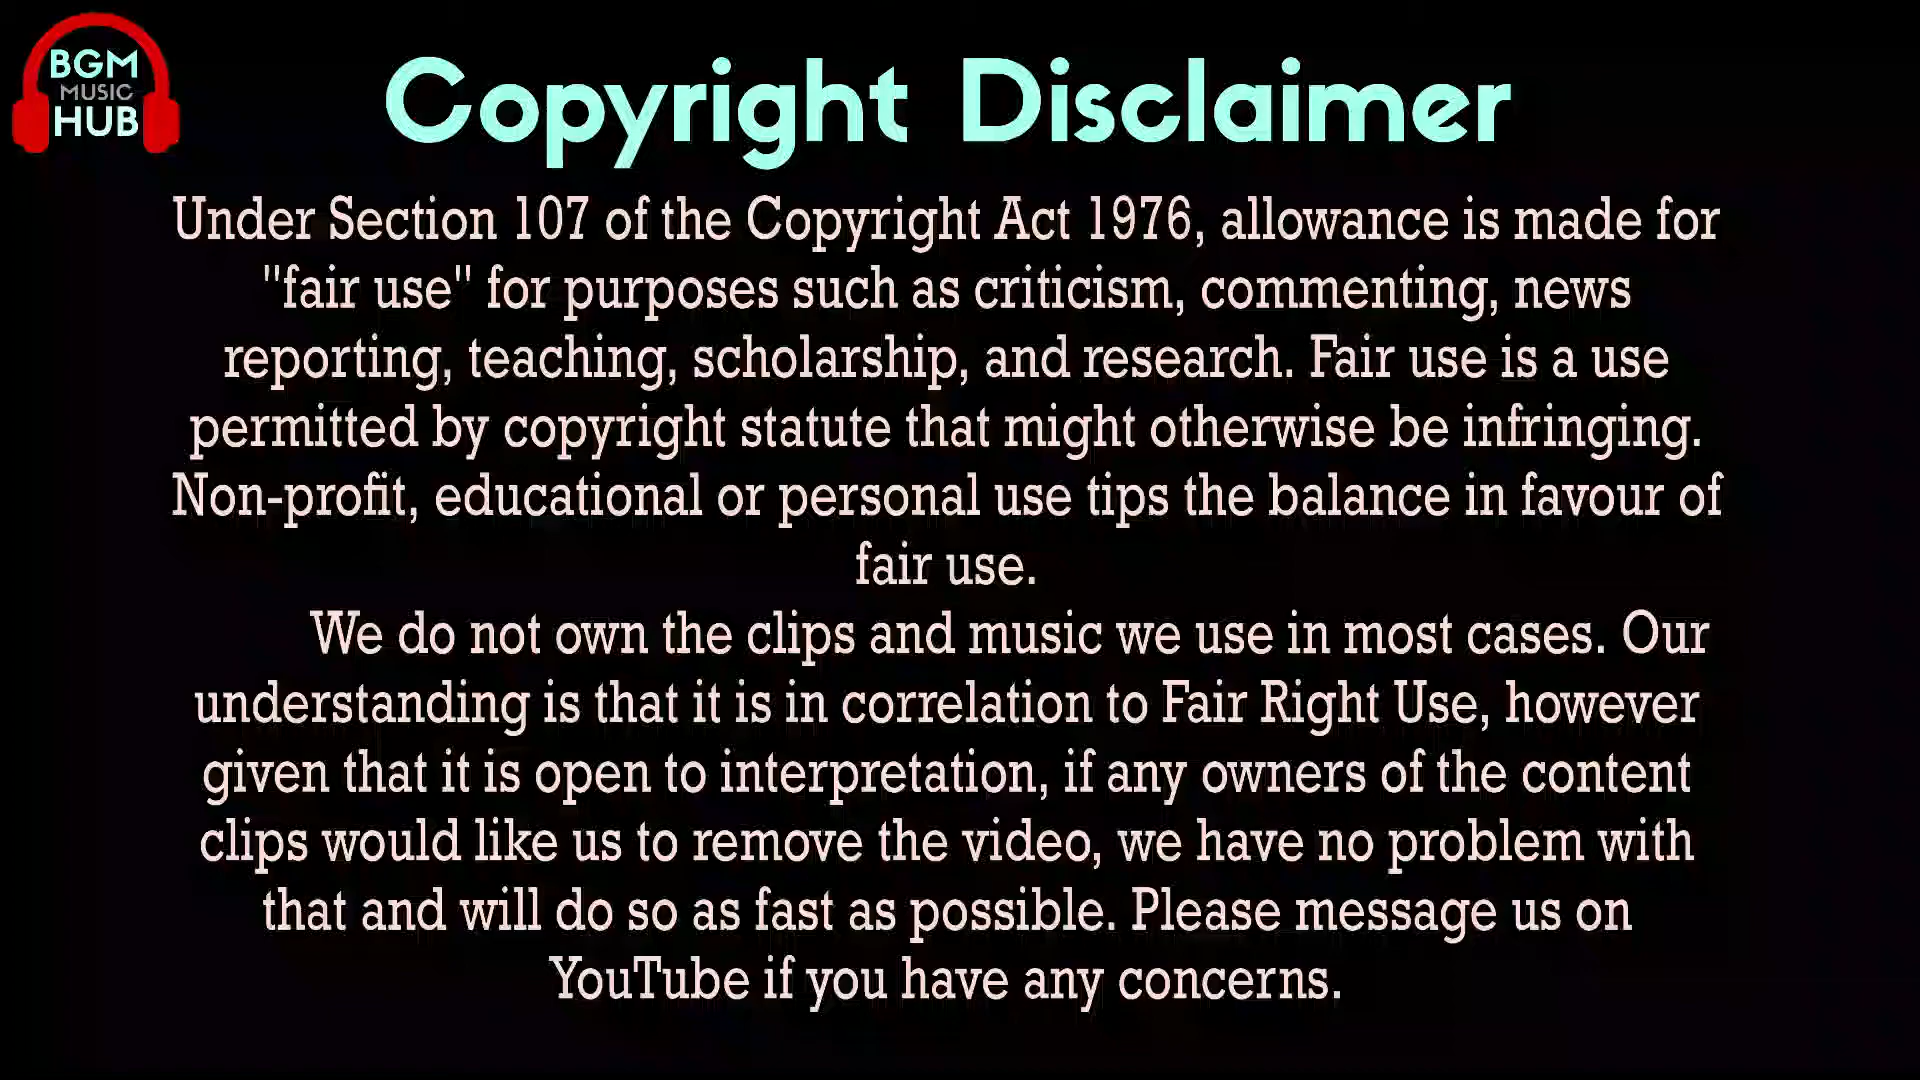 BGM
MUSIC
HUB
Copyright Disclaimer
Under Section 107 of the Copyright Act 1976, allowance is made for
"fair use" for purposes such as criticism, commenting, news
reporting, teaching, scholarship, and research. Fair use is a use
permitted by copyright statute that might otherwise be infringing.
Non-profit, educational or personal use tips the balance in favour of
fair use.
We do not own the clips and music we use in most cases. Our
understanding is that it is in correlation to Fair Right Use, however
given that it is open to interpretation, if any owners of the content
clips would like us to remove the video, we have no problem with
that and will do so as fast as possible. Please message us on
YouTube if you have any concerns.